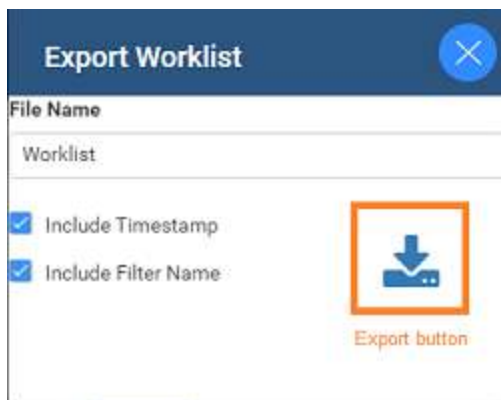 Export Worklist
File Name
Worklist
Include Timestamp
Include Filter Name
Export button